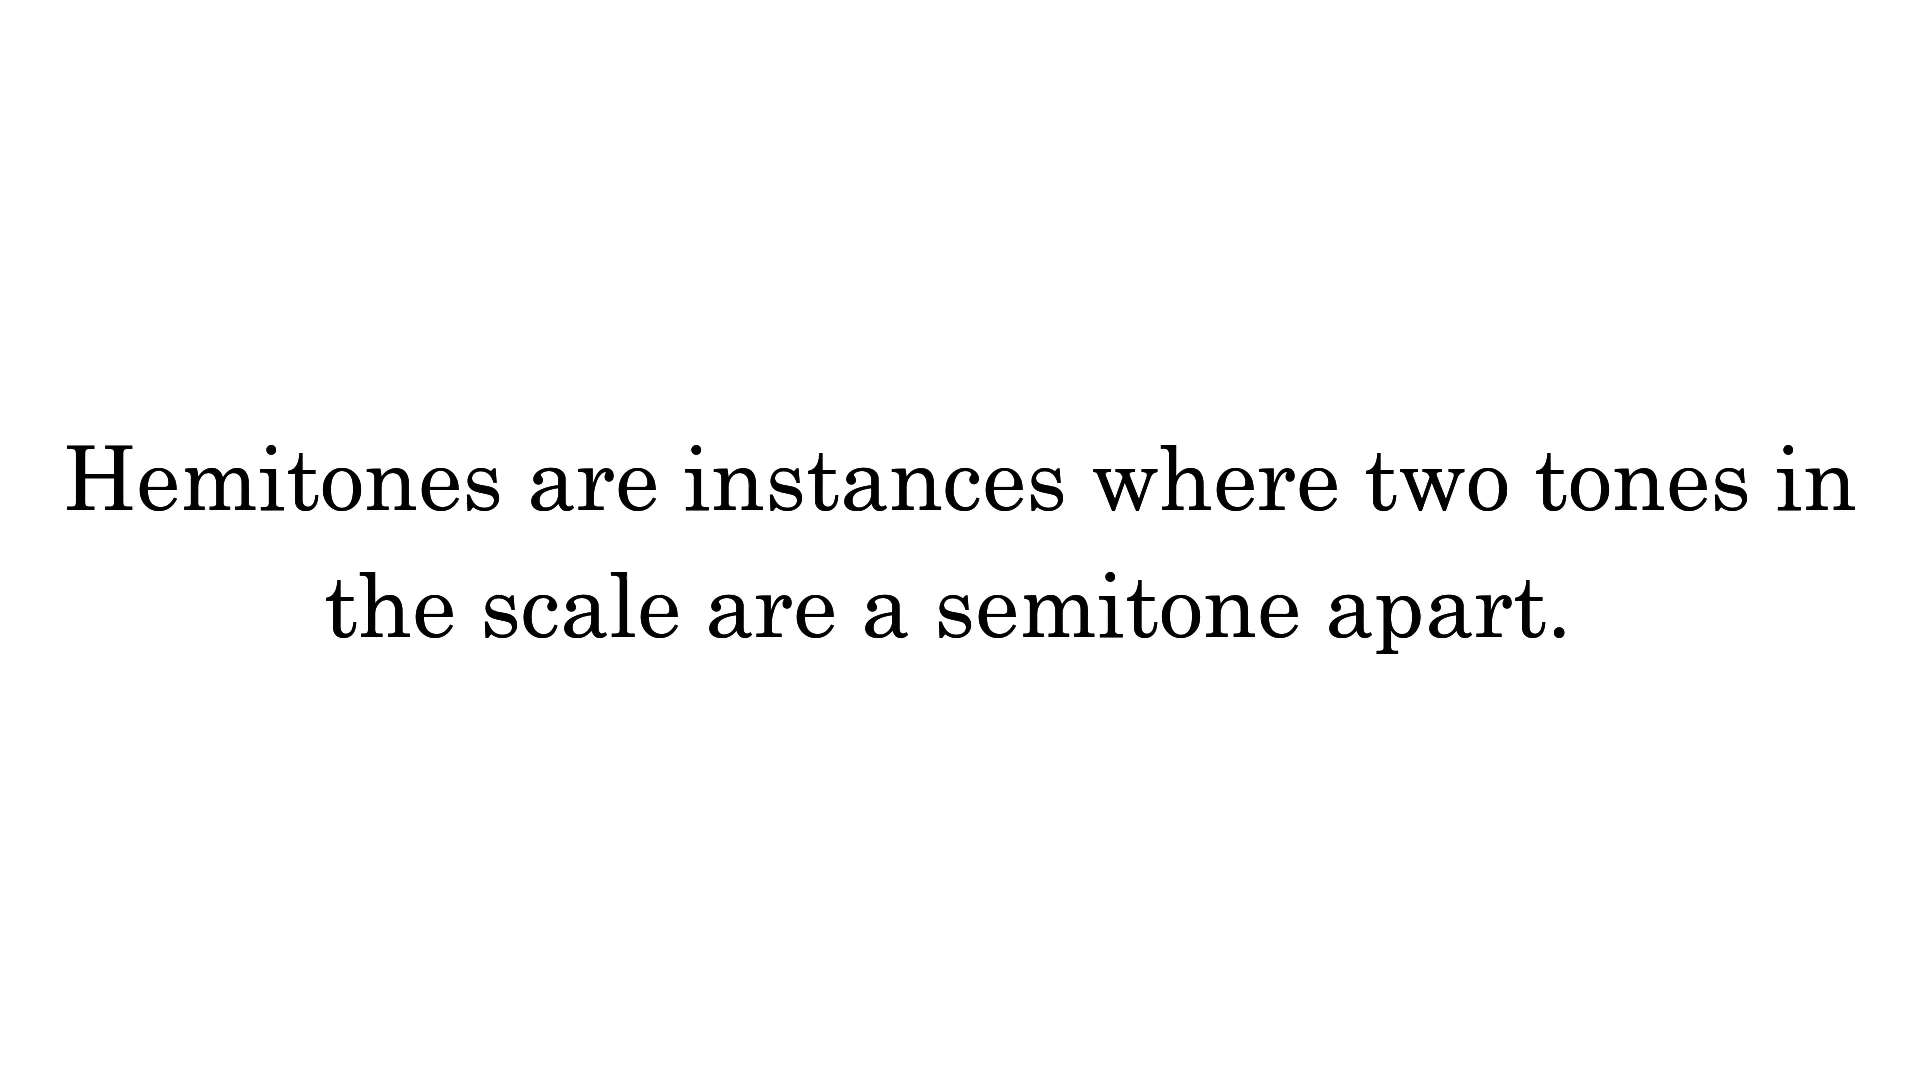 Hemitones are instances where two tones in
the scale are a semitone apart.